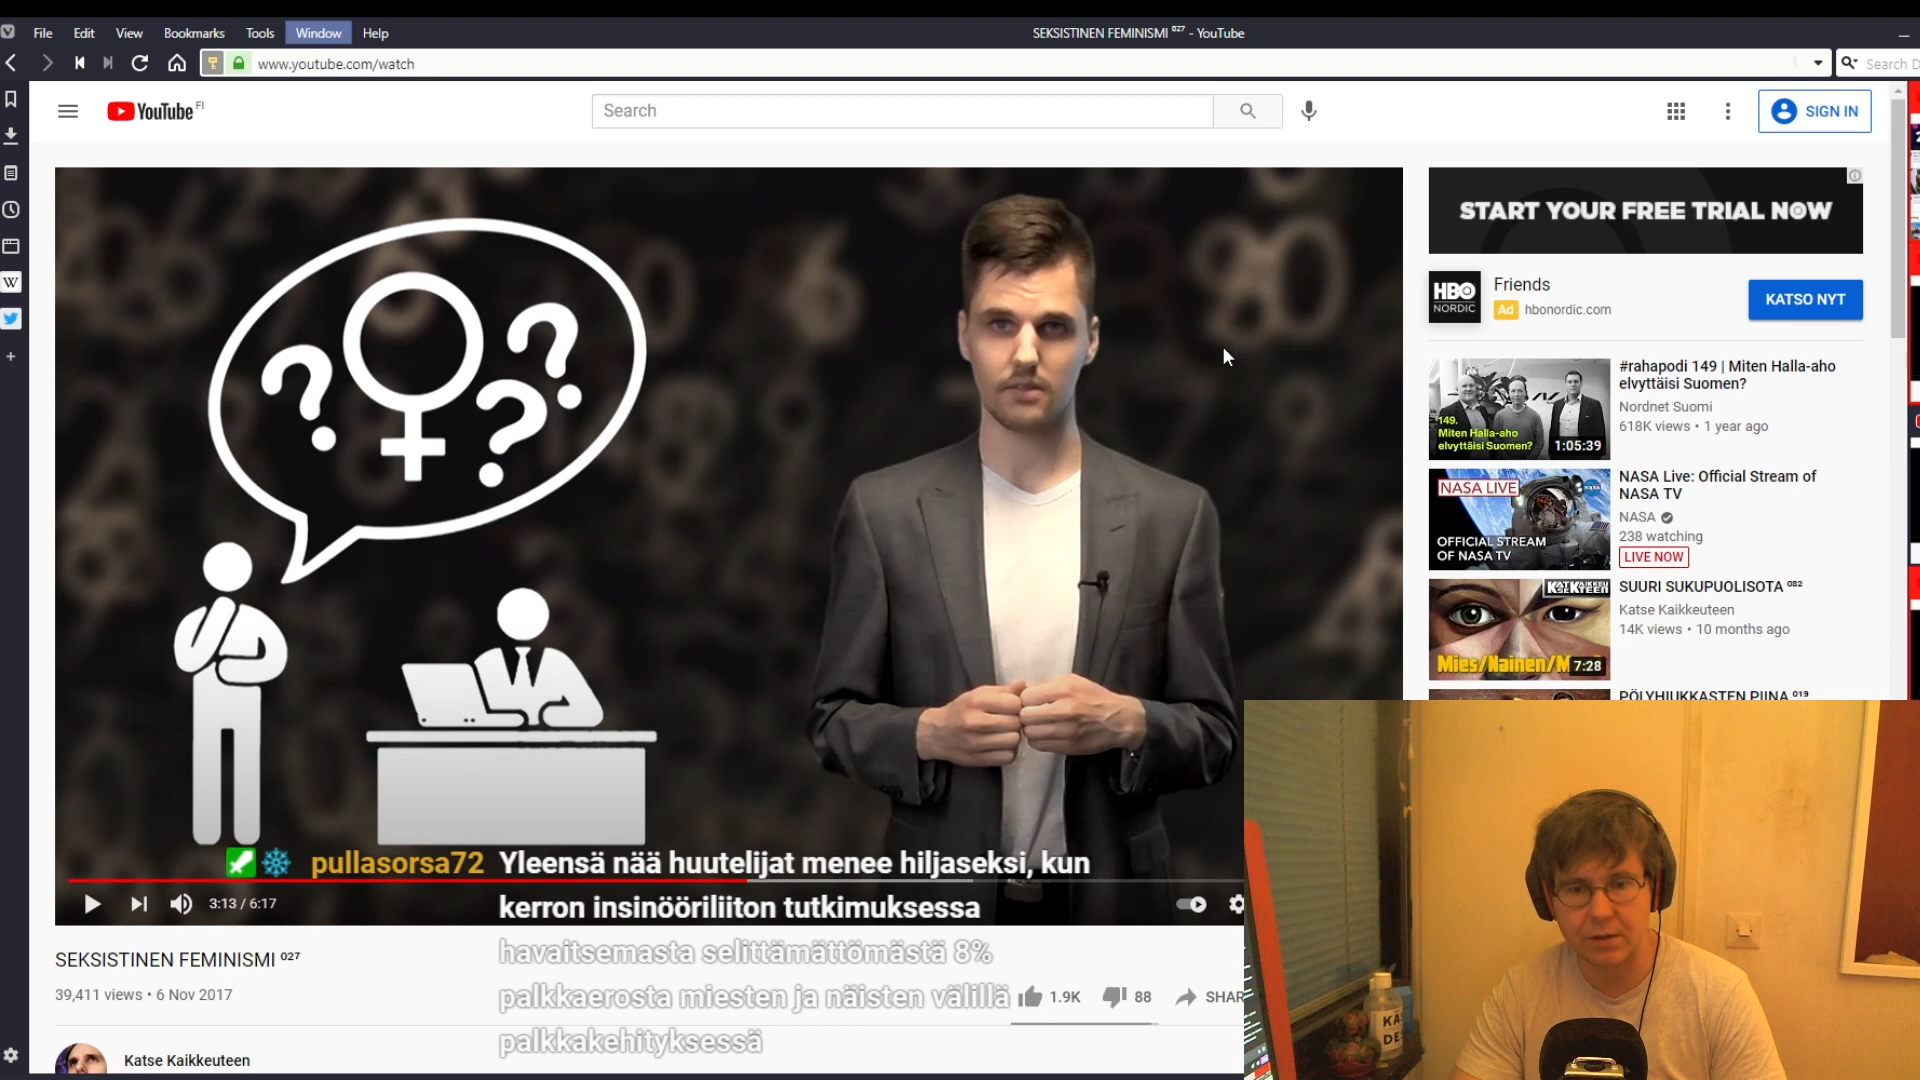 File Edit View Bookmarks Tools Window Help
SEKSISTINEN FEMINISMI ⁰²⁷ - YouTube
www.youtube.com/watch
Search D
YouTube FI
Search
SIGN IN
START YOUR FREE TRIAL NOW
HBO
NORDIC
Friends
Ad hbonordic.com
KATSO NYT
149.
Miten Halla-aho
elvyttäisi Suomen?
1:05:39
#rahapodi 149 | Miten Halla-aho
elvyttäisi Suomen?
Nordnet Suomi
618K views • 1 year ago
NASA LIVE
OFFICIAL STREAM
OF NASA TV
NASA Live: Official Stream of
NASA TV
NASA
238 watching
LIVE NOW
Mies/Nainen/M
7:28
SUURI SUKUPUOLISOTA ⁰⁸²
Katse Kaikkeuteen
14K views • 10 months ago
PÖLYHIUKKASTEN PIINA ⁰¹⁹
pullasorsa72 Yleensä nää huutelijat menee hiljaseksi, kun
kerron insinööriliiton tutkimuksessa
havaitsemasta selittämättömästä 8%
palkkaerosta miesten ja näisten välillä
palkkakehityksessä
3:13 / 6:17
SEKSISTINEN FEMINISMI ⁰²⁷
39,411 views • 6 Nov 2017
1.9K
88
SHAR
Katse Kaikkeuteen
W